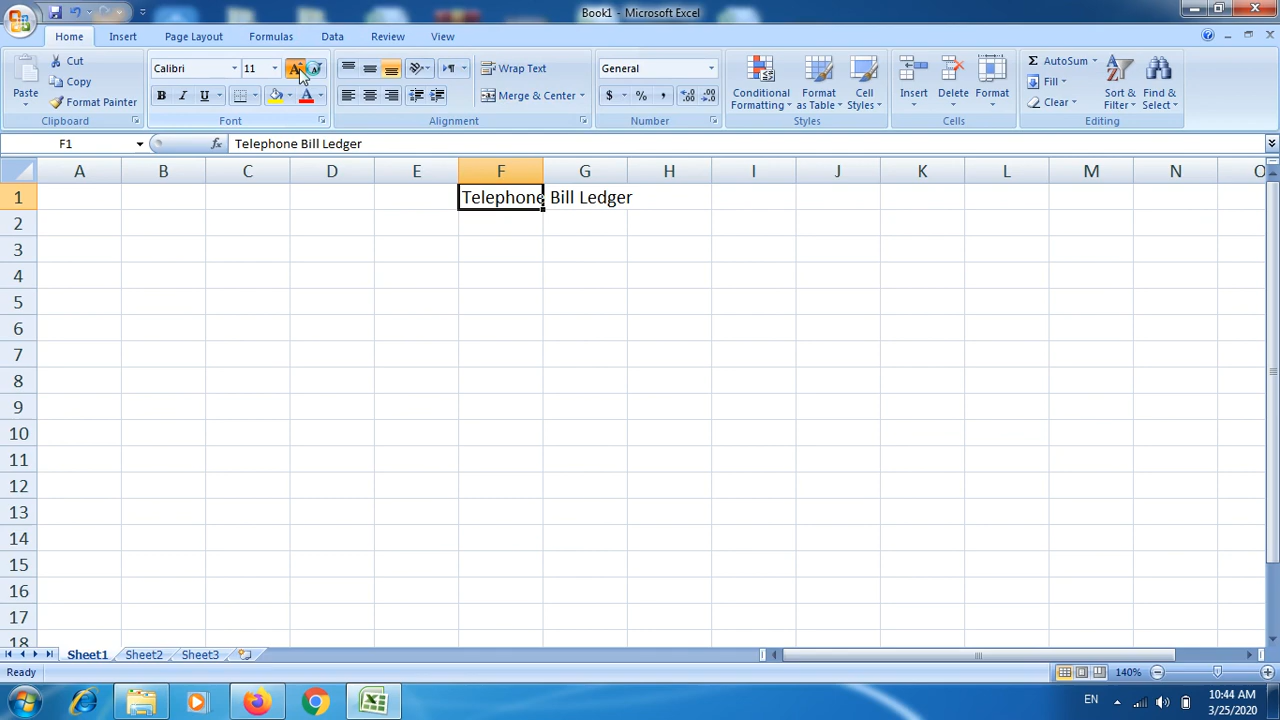 Book1 - Microsoft Excel
Home Insert Page Layout Formulas Data Review View
Cut Calibri 11 Wrap Text General AutoSum
Copy Fill
Paste Format Painter Merge & Center $ % , Conditional Formatting Format as Table Cell Styles Insert Delete Format Clear Sort & Filter Find & Select
Clipboard Font Alignment Number Styles Cells Editing
F1 fx Telephone Bill Ledger
A B C D E F G H I J K L M N O
1 Telephone Bill Ledger
2
3
4
5
6
7
8
9
10
11
12
13
14
15
16
17
18
Sheet1 Sheet2 Sheet3
Ready 140%
EN 10:44 AM
3/25/2020